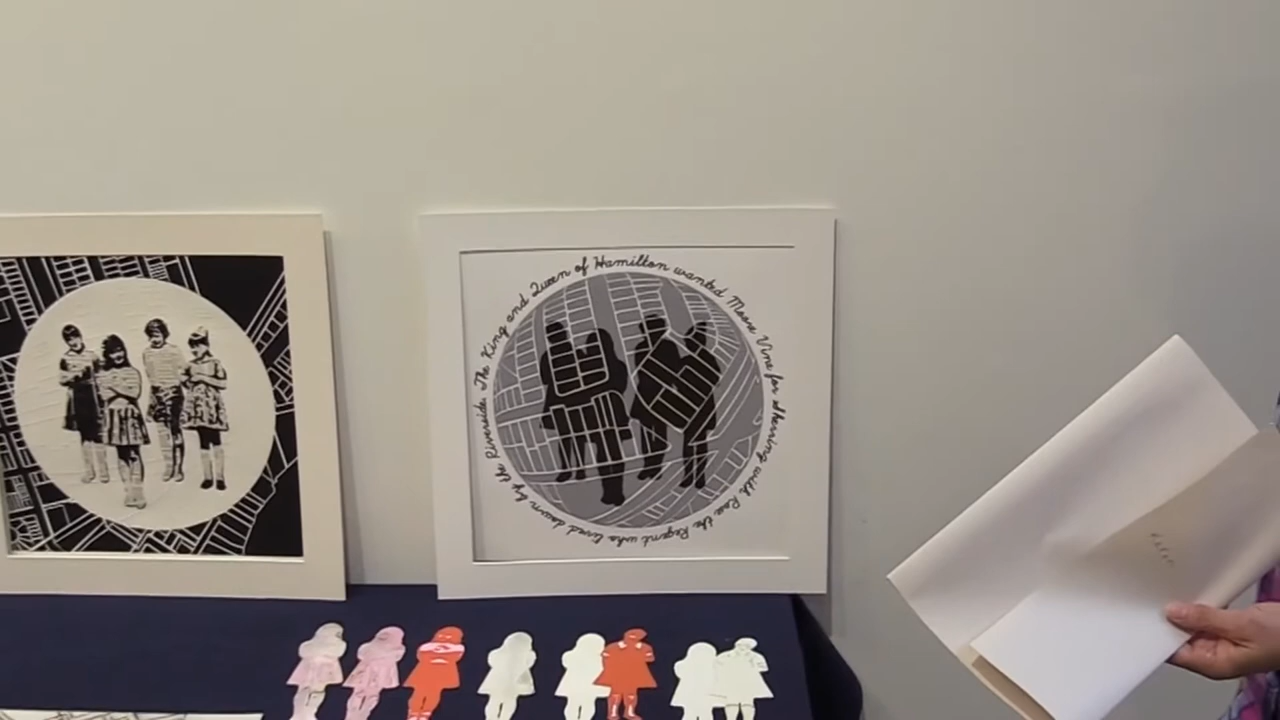 The King and Queen of Hamilton wanted Moore Vine for sharing with Rose the Regent who lived down by the Riverside.